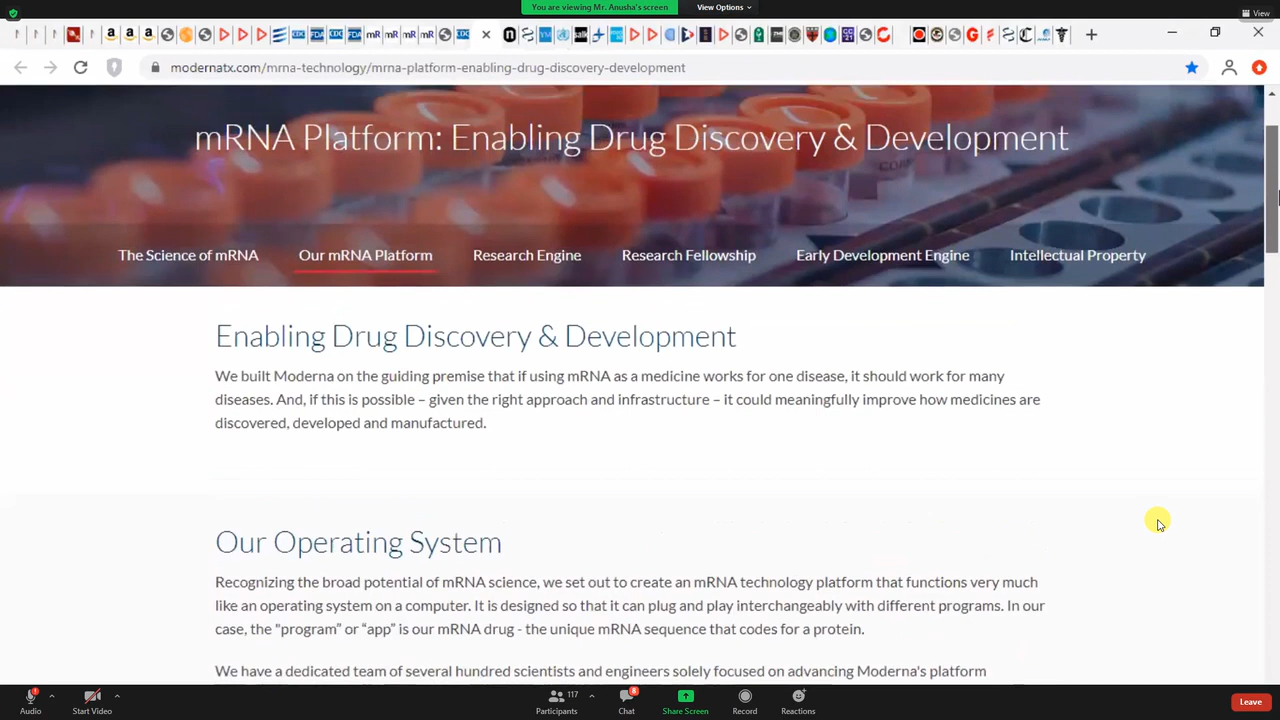 You are viewing Mr. Anusha's screen
View Options
View
modernatx.com/mrna-technology/mrna-platform-enabling-drug-discovery-development
mRNA Platform: Enabling Drug Discovery & Development
The Science of mRNA
Our mRNA Platform
Research Engine
Research Fellowship
Early Development Engine
Intellectual Property
Enabling Drug Discovery & Development
We built Moderna on the guiding premise that if using mRNA as a medicine works for one disease, it should work for many
diseases. And, if this is possible – given the right approach and infrastructure – it could meaningfully improve how medicines are
discovered, developed and manufactured.
Our Operating System
Recognizing the broad potential of mRNA science, we set out to create an mRNA technology platform that functions very much
like an operating system on a computer. It is designed so that it can plug and play interchangeably with different programs. In our
case, the "program" or “app” is our mRNA drug - the unique mRNA sequence that codes for a protein.
We have a dedicated team of several hundred scientists and engineers solely focused on advancing Moderna's platform
Audio
Start Video
117
Participants
8
Chat
Share Screen
Record
Reactions
Leave